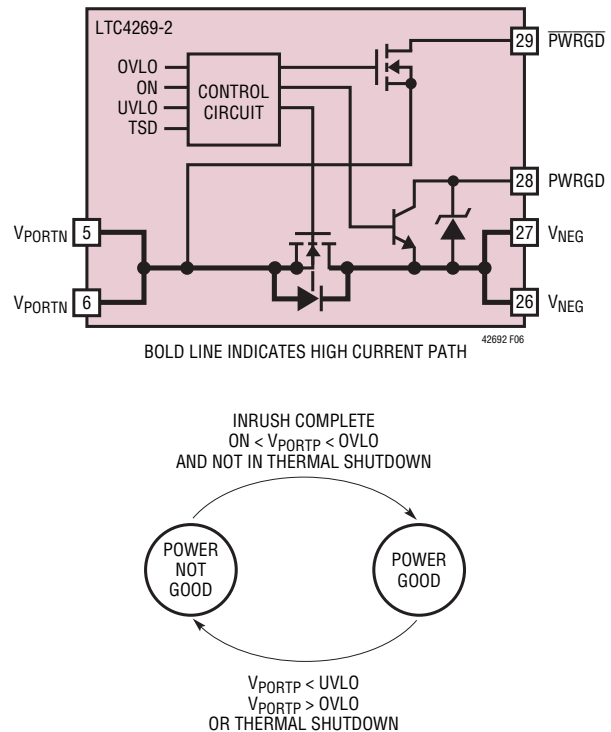 LTC4269-2
OVLO
ON
UVLO
TSD
CONTROL
CIRCUIT
29 PWRGD
28 PWRGD
VPORTN 5
27 VNEG
VPORTN 6
26 VNEG
42692 F06
BOLD LINE INDICATES HIGH CURRENT PATH
INRUSH COMPLETE
ON < VPORTP < OVLO
AND NOT IN THERMAL SHUTDOWN
POWER
NOT
GOOD
POWER
GOOD
VPORTP < UVLO
VPORTP > OVLO
OR THERMAL SHUTDOWN